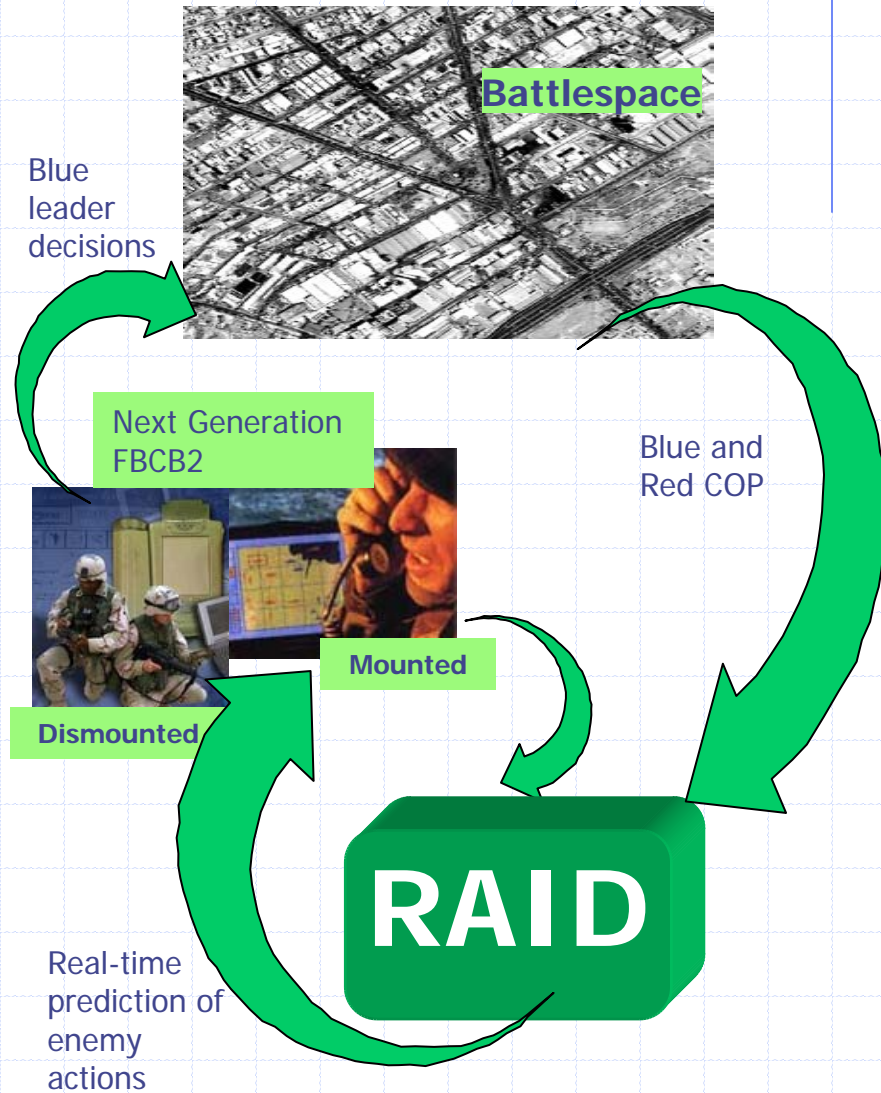 Battlespace
Blue
leader
decisions
Next Generation
FBCB2
Blue and
Red COP
Mounted
Dismounted
RAID
Real-time
prediction of
enemy
actions